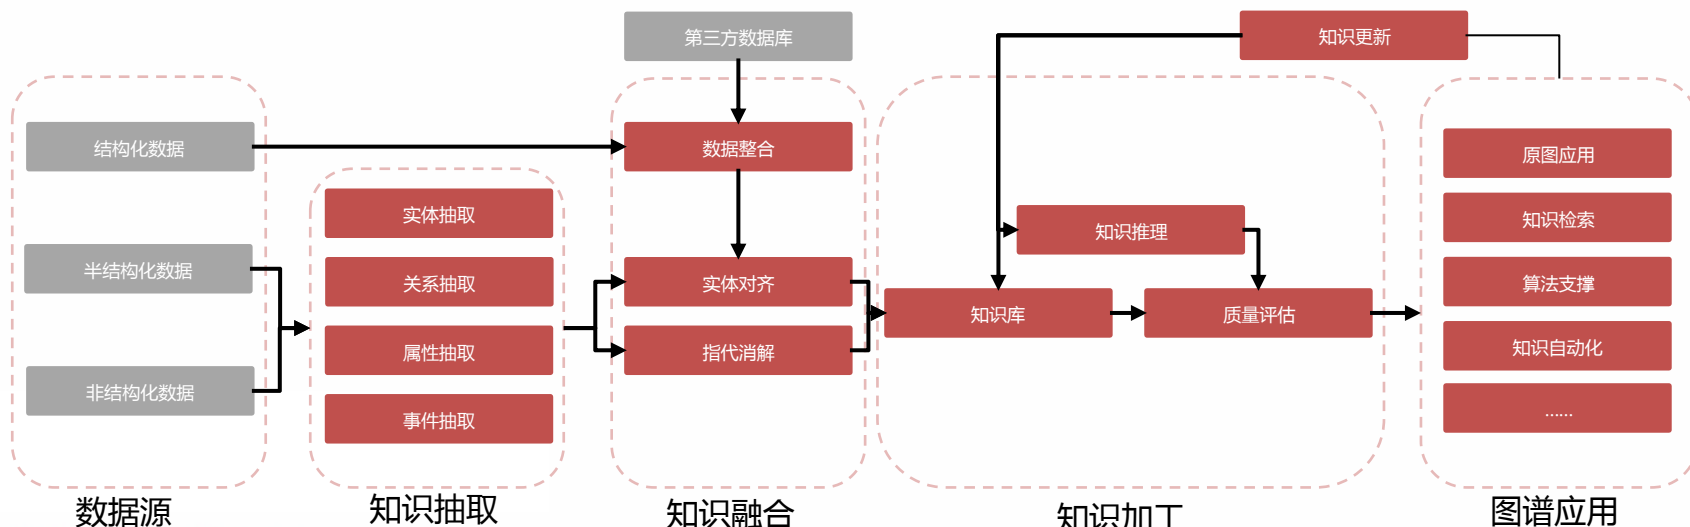 第三方数据库
知识更新
结构化数据
半结构化数据
非结构化数据
数据源
实体抽取
关系抽取
属性抽取
事件抽取
知识抽取
数据整合
实体对齐
指代消解
知识融合
知识推理
知识库
质量评估
知识加工
原图应用
知识检索
算法支撑
知识自动化
......
图谱应用